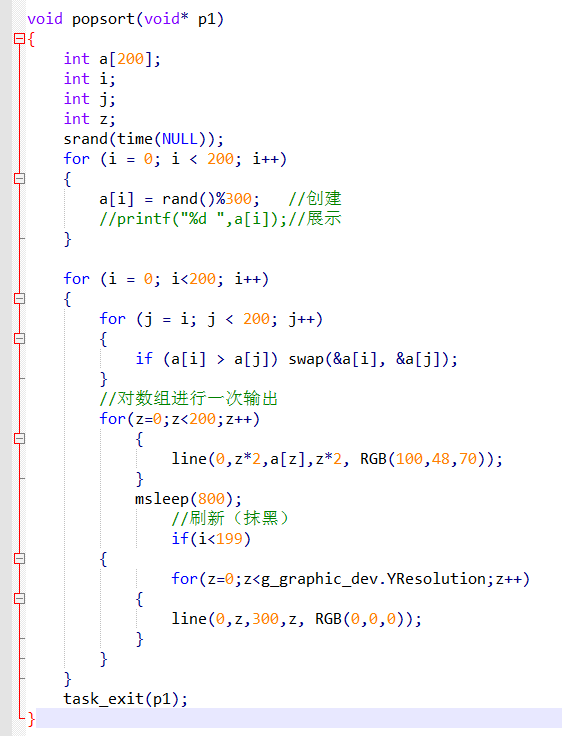 void popsort(void* p1)
{
    int a[200];
    int i;
    int j;
    int z;
    srand(time(NULL));
    for (i = 0; i < 200; i++)
    {
        a[i] = rand()%300;   //创建
        //printf("%d ",a[i]);//展示
    }

    for (i = 0; i<200; i++)
    {
        for (j = i; j < 200; j++)
        {
            if (a[i] > a[j]) swap(&a[i], &a[j]);
        }
        //对数组进行一次输出
        for(z=0;z<200;z++)
            {
                line(0,z*2,a[z],z*2, RGB(100,48,70));
            }
            msleep(800);
                //刷新（抹黑）
                if(i<199)
        {
                for(z=0;z<g_graphic_dev.YResolution;z++)
            {
                line(0,z,300,z, RGB(0,0,0));
            }
        }
    }
    task_exit(p1);
}